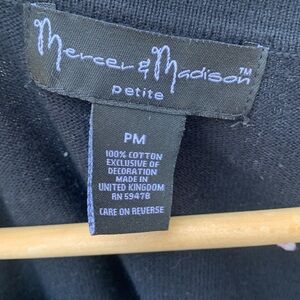 Mercer & Madison™
petite
PM
100% COTTON
EXCLUSIVE OF
DECORATION
MADE IN
UNITED KINGDOM
RN 59478
CARE ON REVERSE